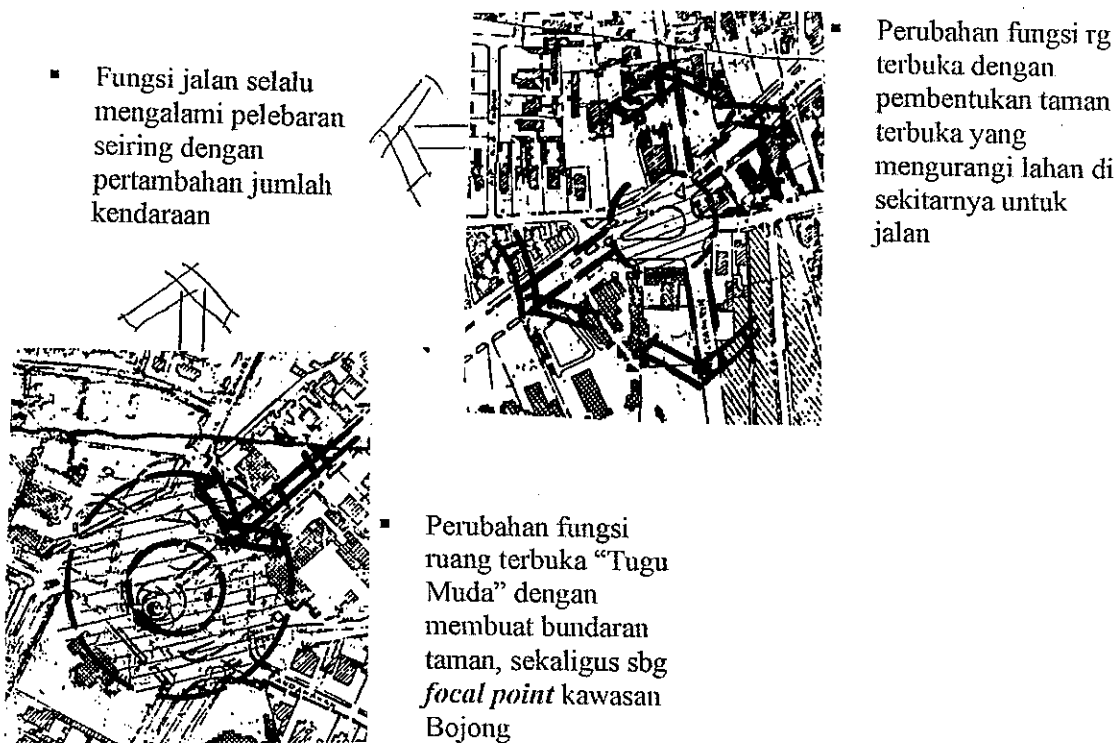 ▪ Fungsi jalan selalu
mengalami pelebaran
seiring dengan
pertambahan jumlah
kendaraan
▪ Perubahan fungsi rg
terbuka dengan
pembentukan taman
terbuka yang
mengurangi lahan di
sekitarnya untuk
jalan
▪ Perubahan fungsi
ruang terbuka “Tugu
Muda” dengan
membuat bundaran
taman, sekaligus sbg
focal point kawasan
Bojong